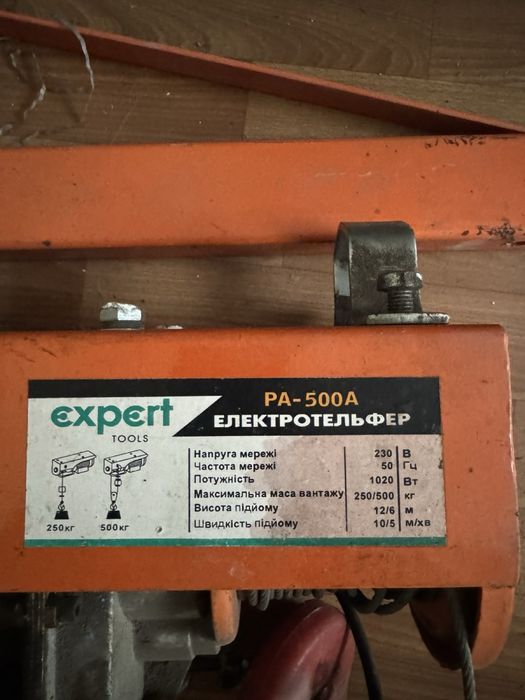 expert
TOOLS
PA-500A
ЕЛЕКТРОТЕЛЬФЕР
250кг 500кг
Напруга мережі 230 В
Частота мережі 50 Гц
Потужність 1020 Вт
Максимальна маса вантажу 250/500 кг
Висота підйому 12/6 м
Швидкість підйому 10/5 м/хв